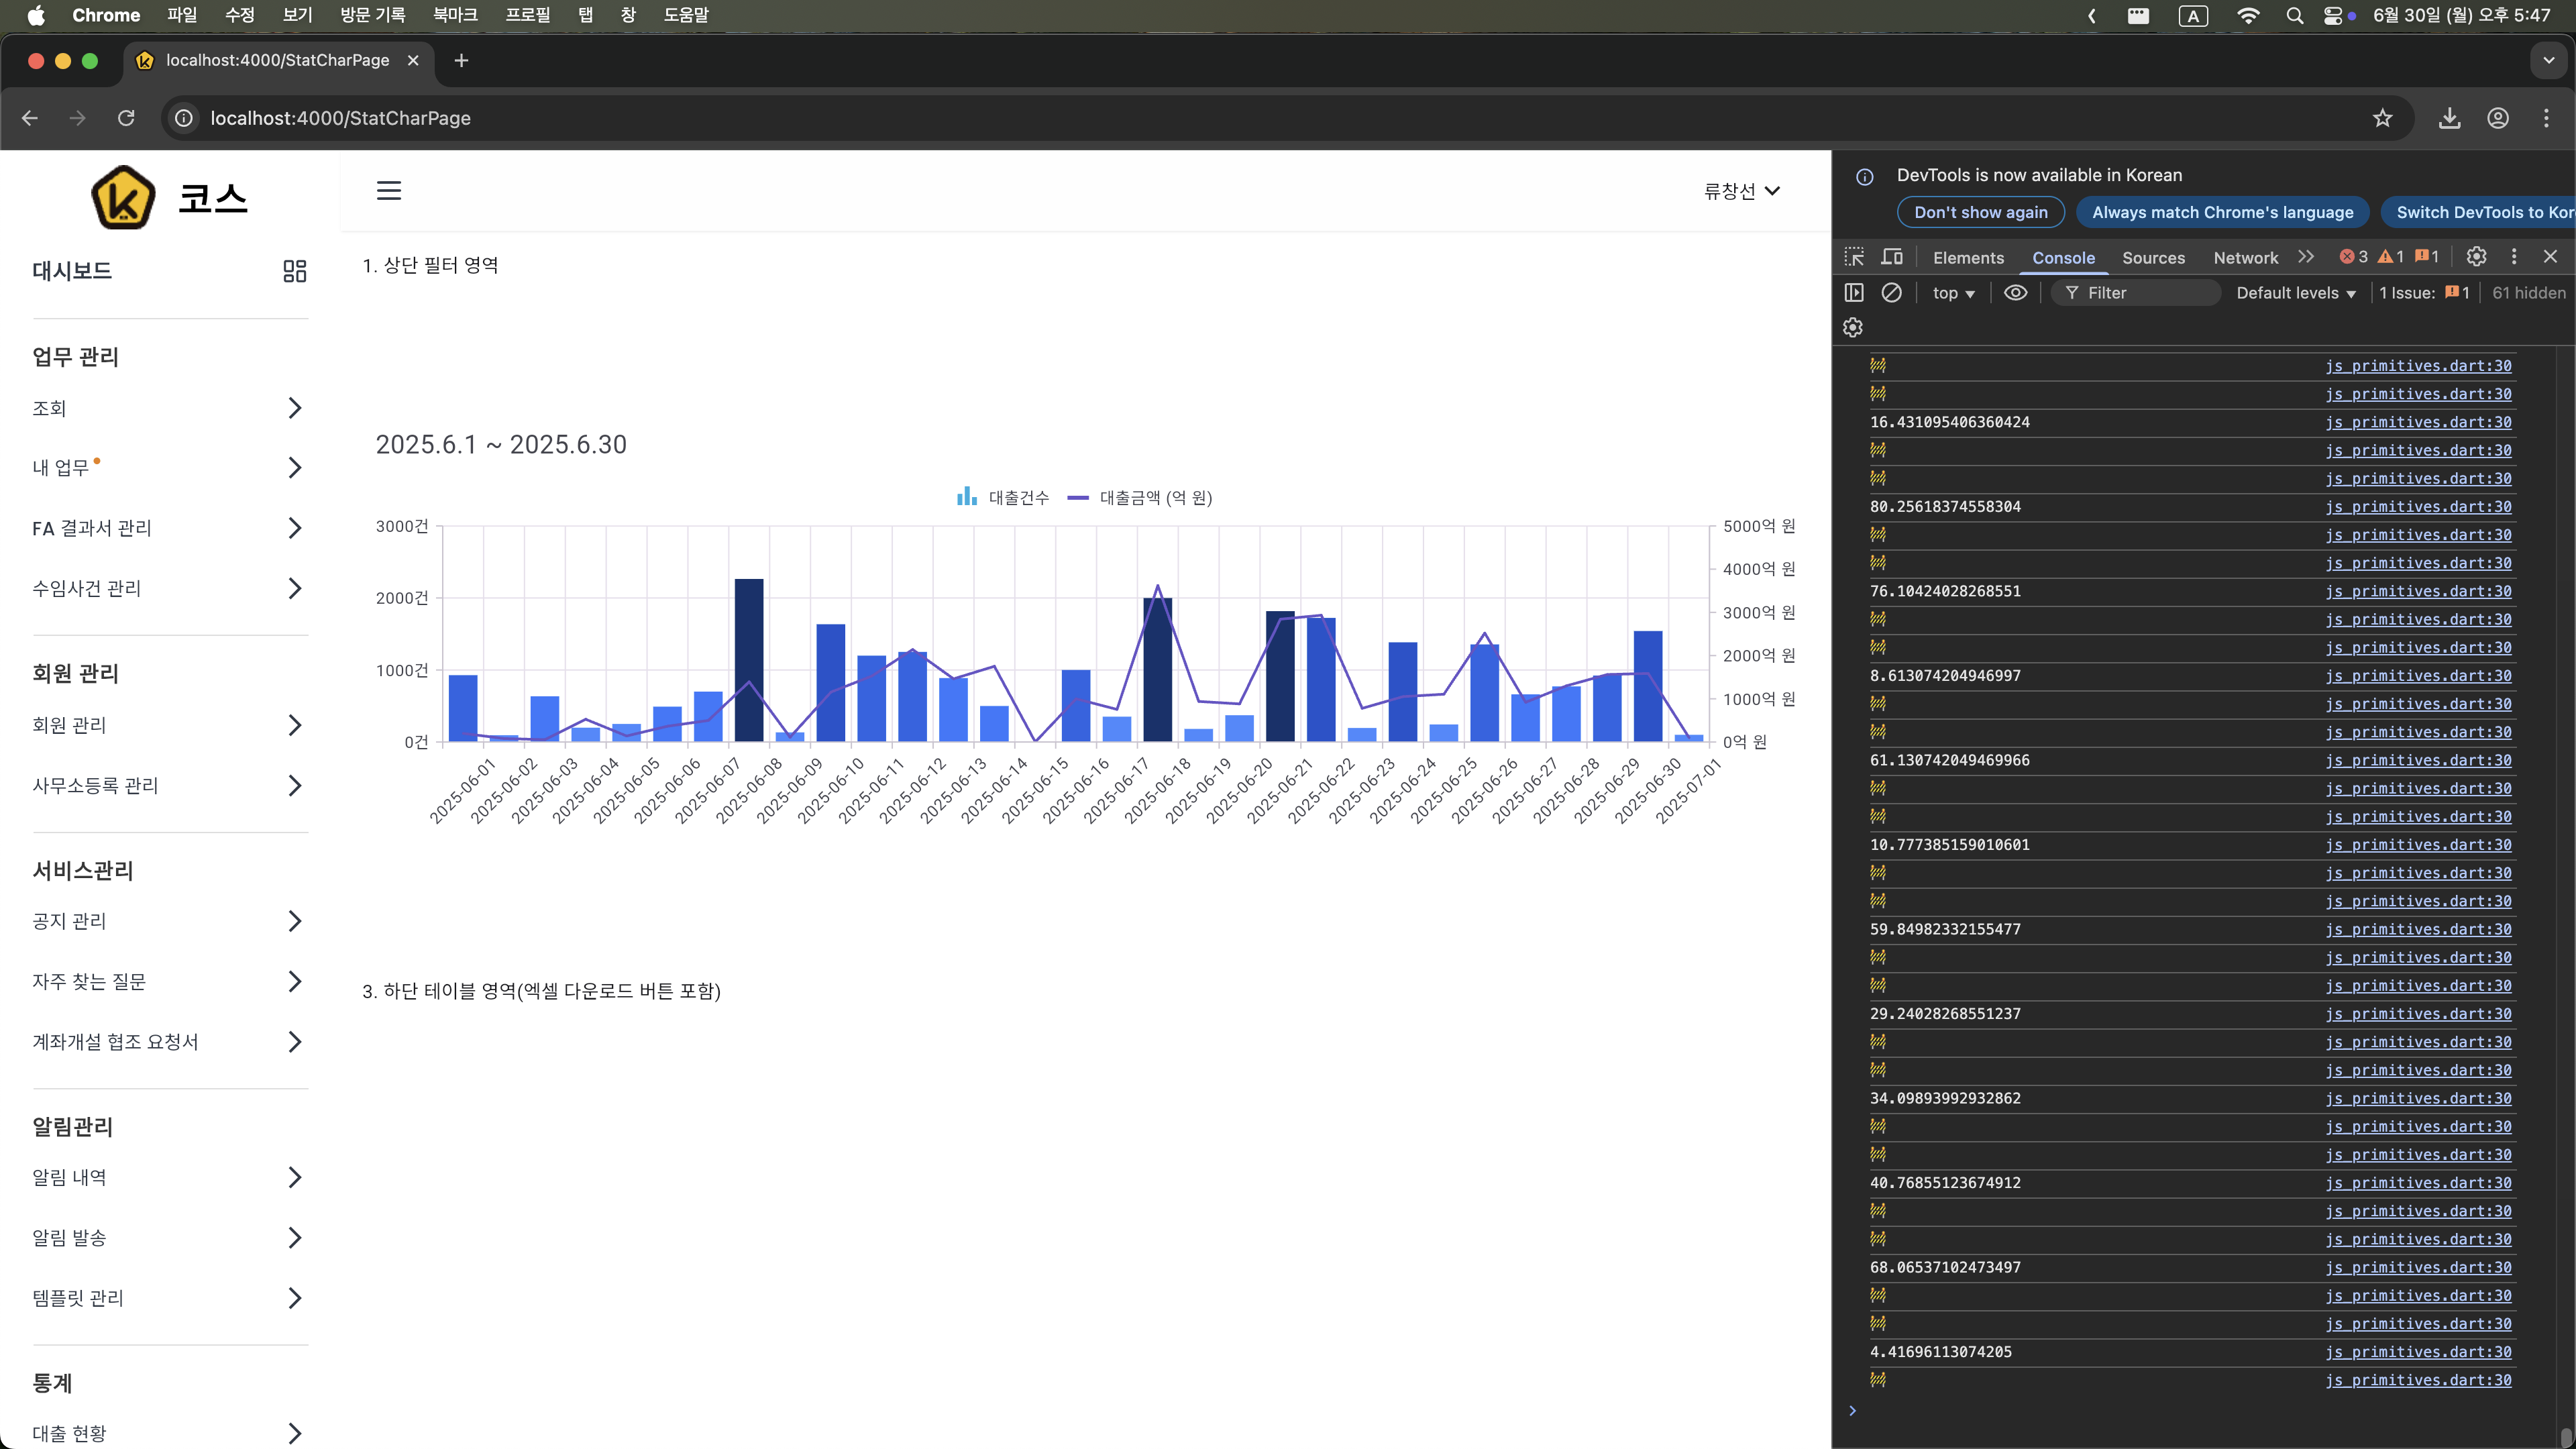 Chrome 파일 수정 보기 방문 기록 북마크 프로필 탭 창 도움말
A 6월 30일 (월) 오후 5:47
localhost:4000/StatCharPage
localhost:4000/StatCharPage
코스
대시보드
업무 관리
조회
내 업무
FA 결과서 관리
수임사건 관리
회원 관리
회원 관리
사무소등록 관리
서비스관리
공지 관리
자주 찾는 질문
계좌개설 협조 요청서
알림관리
알림 내역
알림 발송
템플릿 관리
통계
대출 현황
류창선
1. 상단 필터 영역
2025.6.1 ~ 2025.6.30
대출건수 대출금액 (억 원)
3000건
2000건
1000건
0건
5000억 원
4000억 원
3000억 원
2000억 원
1000억 원
0억 원
2025-06-01
2025-06-02
2025-06-03
2025-06-04
2025-06-05
2025-06-06
2025-06-07
2025-06-08
2025-06-09
2025-06-10
2025-06-11
2025-06-12
2025-06-13
2025-06-14
2025-06-15
2025-06-16
2025-06-17
2025-06-18
2025-06-19
2025-06-20
2025-06-21
2025-06-22
2025-06-23
2025-06-24
2025-06-25
2025-06-26
2025-06-27
2025-06-28
2025-06-29
2025-06-30
2025-07-01
3. 하단 테이블 영역(엑셀 다운로드 버튼 포함)
DevTools is now available in Korean
Don't show again Always match Chrome's language Switch DevTools to Kor
Elements Console Sources Network 3 1 1
top Filter Default levels 1 Issue: 1 61 hidden
js_primitives.dart:30
js_primitives.dart:30
16.431095406360424 js_primitives.dart:30
js_primitives.dart:30
js_primitives.dart:30
80.25618374558304 js_primitives.dart:30
js_primitives.dart:30
js_primitives.dart:30
76.10424028268551 js_primitives.dart:30
js_primitives.dart:30
js_primitives.dart:30
8.613074204946997 js_primitives.dart:30
js_primitives.dart:30
js_primitives.dart:30
61.130742049469966 js_primitives.dart:30
js_primitives.dart:30
js_primitives.dart:30
10.777385159010601 js_primitives.dart:30
js_primitives.dart:30
js_primitives.dart:30
59.84982332155477 js_primitives.dart:30
js_primitives.dart:30
js_primitives.dart:30
29.24028268551237 js_primitives.dart:30
js_primitives.dart:30
js_primitives.dart:30
34.09893992932862 js_primitives.dart:30
js_primitives.dart:30
js_primitives.dart:30
40.76855123674912 js_primitives.dart:30
js_primitives.dart:30
js_primitives.dart:30
68.06537102473497 js_primitives.dart:30
js_primitives.dart:30
js_primitives.dart:30
4.41696113074205 js_primitives.dart:30
js_primitives.dart:30